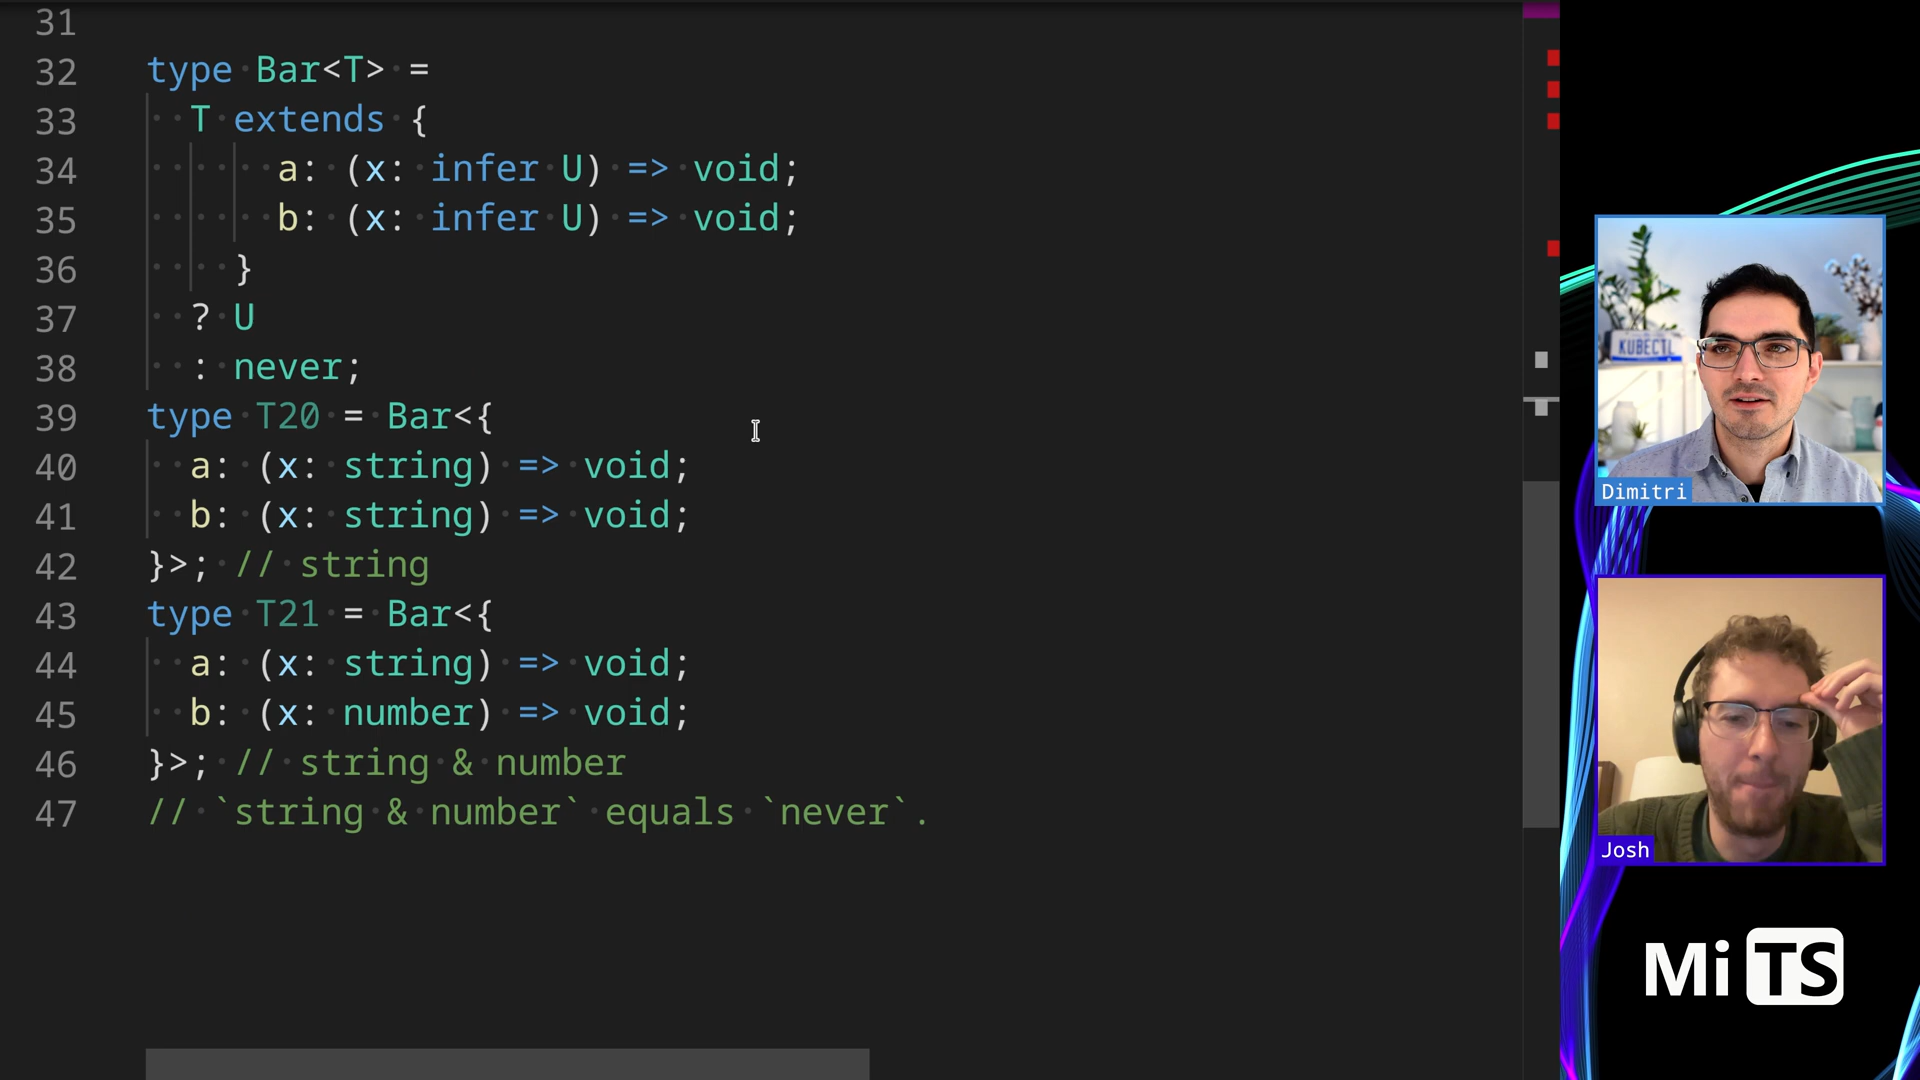 31
32 type Bar<T> =
33 T extends {
34 a: (x: infer U) => void;
35 b: (x: infer U) => void;
36 }
37 ? U
38 : never;
39 type T20 = Bar<{
40 a: (x: string) => void;
41 b: (x: string) => void;
42 }>; // string
43 type T21 = Bar<{
44 a: (x: string) => void;
45 b: (x: number) => void;
46 }>; // string & number
47 // `string & number` equals `never`.
KUBECTL
Dimitri
Josh
MiTS